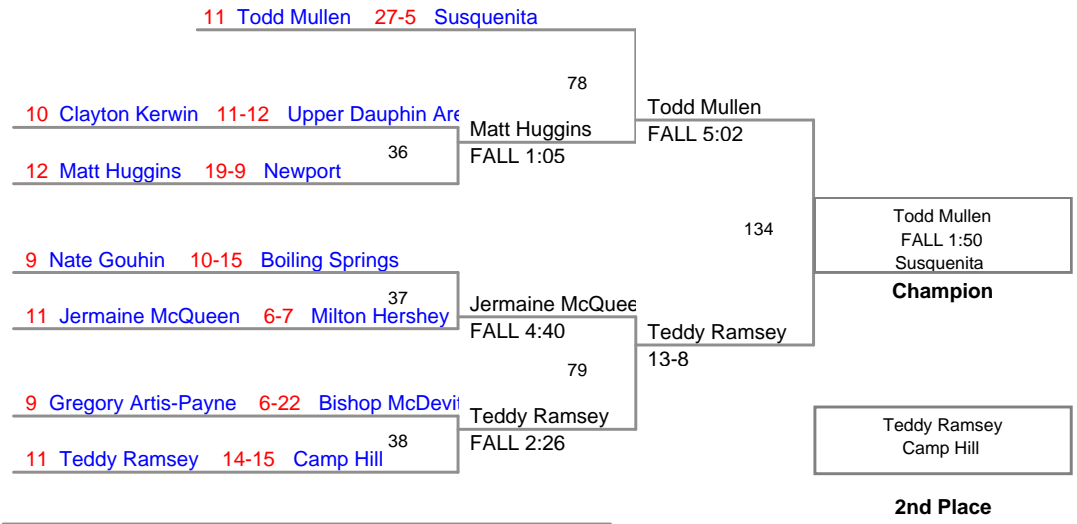 11 Todd Mullen 27-5 Susquenita
78
Todd Mullen
FALL 5:02
10 Clayton Kerwin 11-12 Upper Dauphin Are
Matt Huggins
FALL 1:05
36
12 Matt Huggins 19-9 Newport
134
Todd Mullen
FALL 1:50
Susquenita
Champion
9 Nate Gouhin 10-15 Boiling Springs
37
Jermaine McQuee
FALL 4:40
11 Jermaine McQueen 6-7 Milton Hershey
79
Teddy Ramsey
13-8
9 Gregory Artis-Payne 6-22 Bishop McDevit
Teddy Ramsey
FALL 2:26
38
11 Teddy Ramsey 14-15 Camp Hill
Teddy Ramsey
Camp Hill
2nd Place